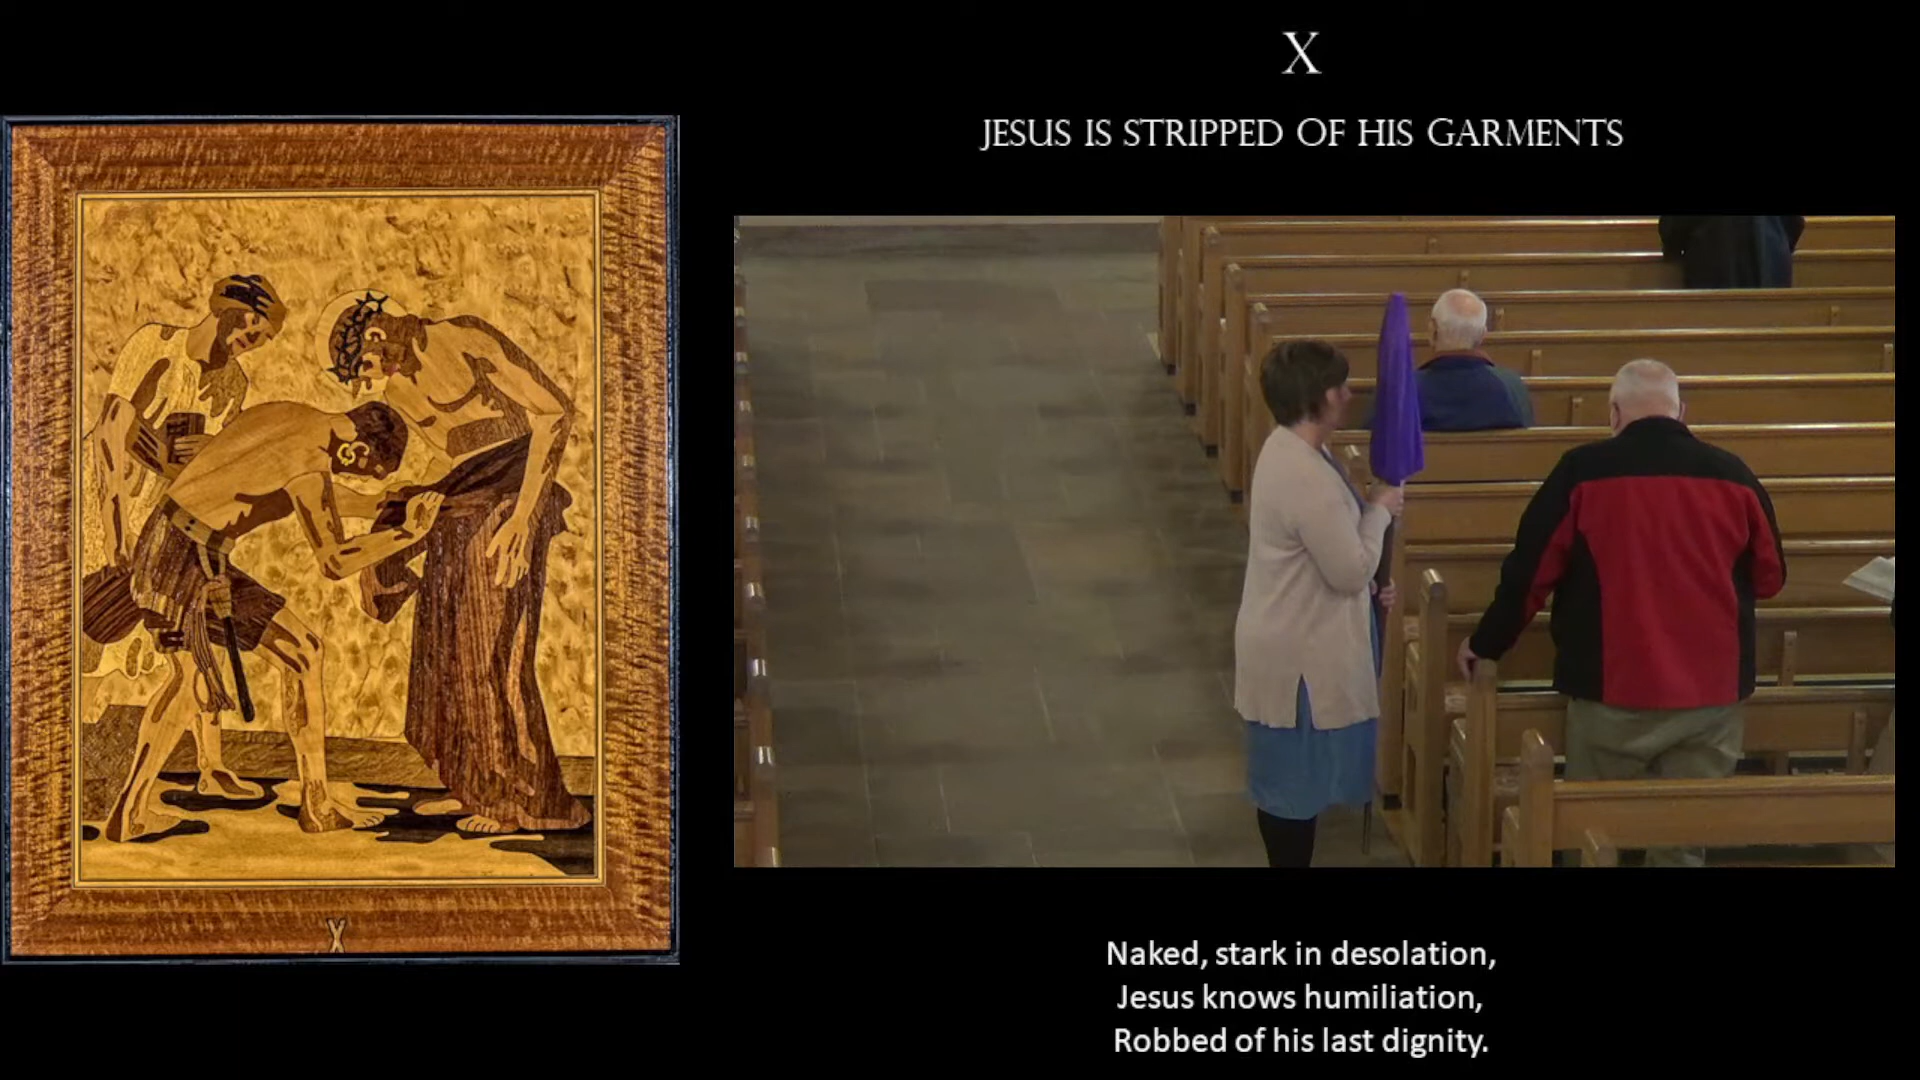 X
JESUS IS STRIPPED OF HIS GARMENTS
X
Naked, stark in desolation,
Jesus knows humiliation,
Robbed of his last dignity.